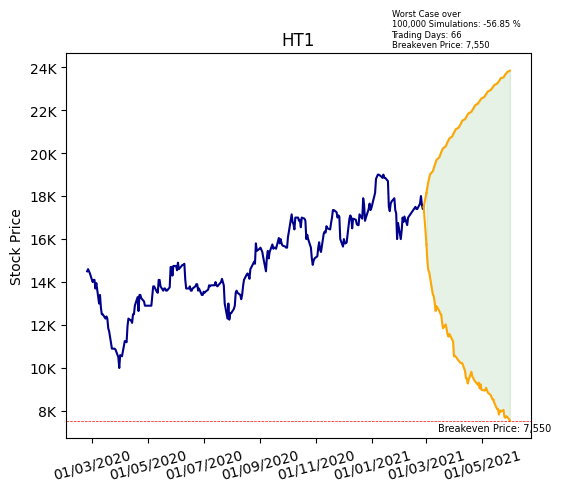 Worst Case over
100,000 Simulations: -56.85 %
Trading Days: 66
Breakeven Price: 7,550
HT1
Stock Price
24K
22K
20K
18K
16K
14K
12K
10K
8K
Breakeven Price: 7,550
01/03/2020
01/05/2020
01/07/2020
01/09/2020
01/11/2020
01/01/2021
01/03/2021
01/05/2021